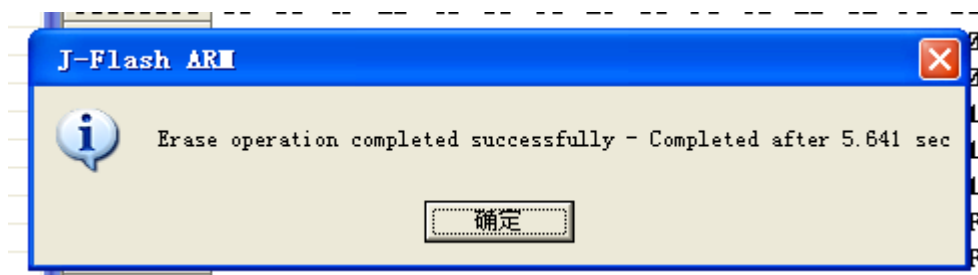 J-Flash ARM
Erase operation completed successfully - Completed after 5.641 sec
确定